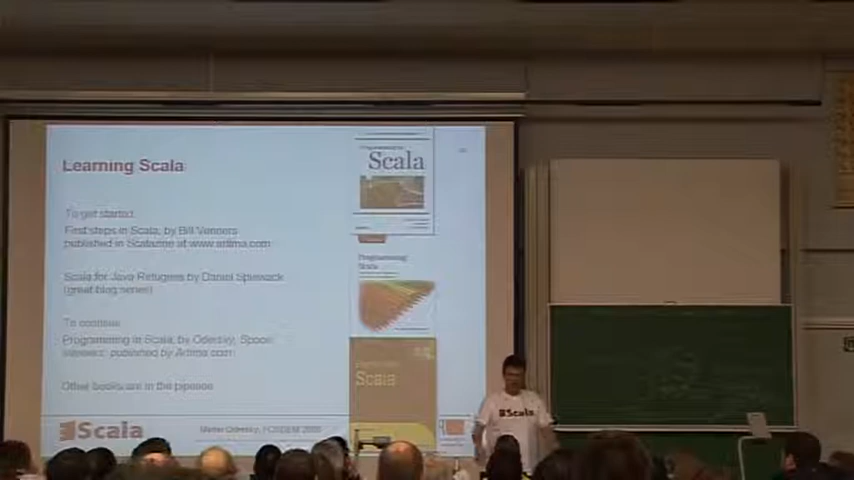 Learning Scala
To get started:
First steps in Scala, by Bill Venners
published in Scalazine at www.artima.com
Scala for Java Refugees by Daniel Spiewack
(great blog series)
To continue:
Programming in Scala, by Odersky, Spoon,
Venners, published by Artima.com
Other books are in the pipeline
Scala
Martin Odersky, FOSDEM 2009
Programming in
Scala
Programming
Scala
Scala
Scala